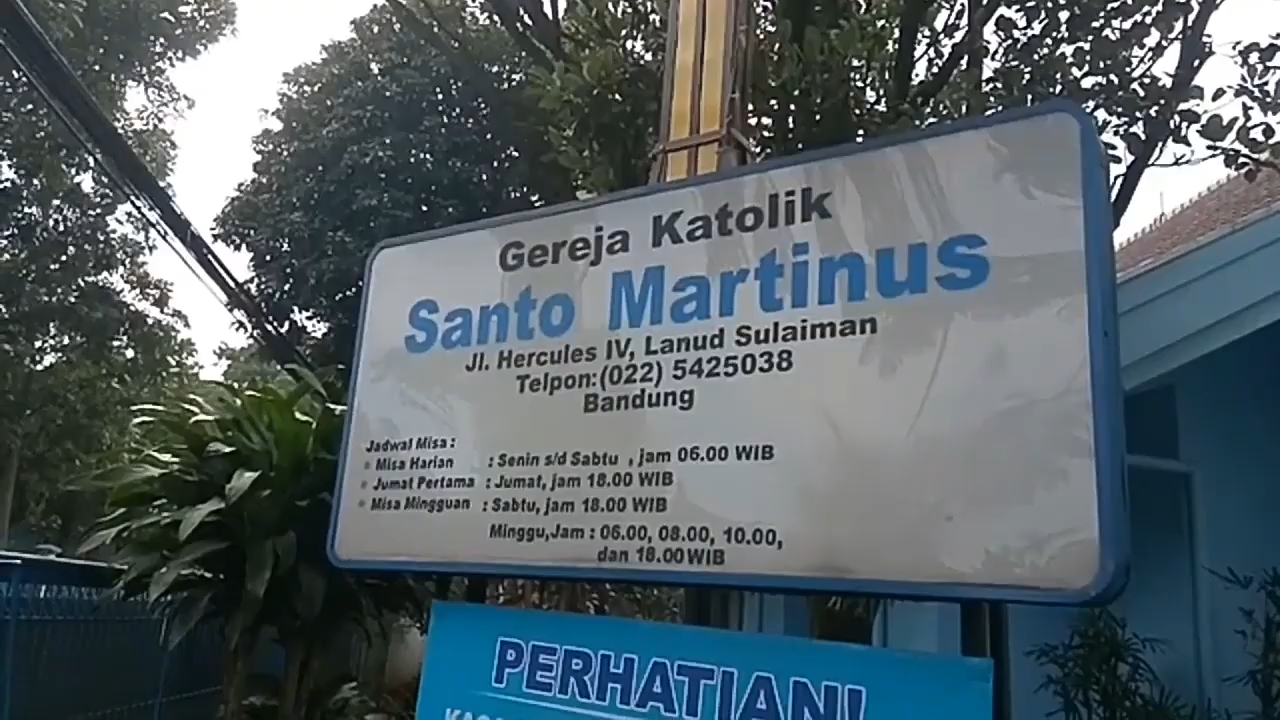 Gereja Katolik
Santo Martinus
Jl. Hercules IV, Lanud Sulaiman
Telpon:(022) 5425038
Bandung
Jadwal Misa :
• Misa Harian : Senin s/d Sabtu , jam 06.00 WIB
• Jumat Pertama : Jumat, jam 18.00 WIB
• Misa Mingguan : Sabtu, jam 18.00 WIB
Minggu,Jam : 06.00, 08.00, 10.00,
dan 18.00 WIB
PERHATIAN!